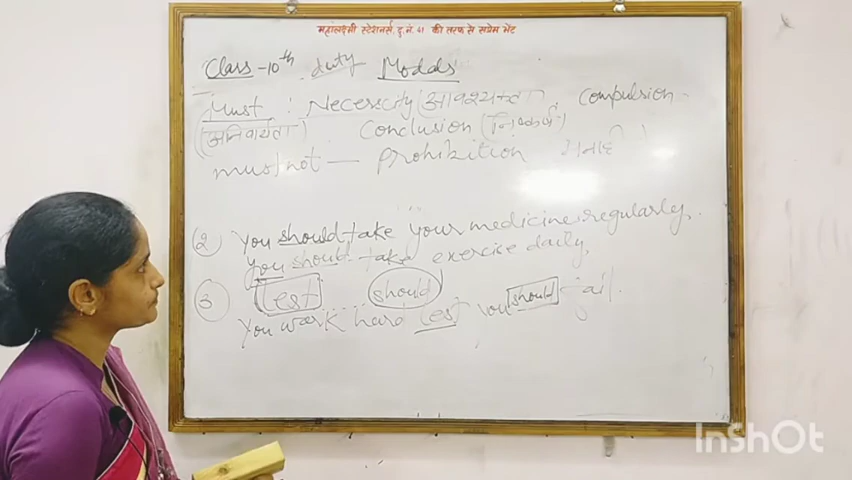 महालक्ष्मी स्टेशनर्स, दु.नं. 41 की तरफ से सप्रेम भेंट
Class-10th duty Modals
Must : Necessity (आवश्यकता) Compulsion
(अनिवार्यता) Conclusion (निष्कर्ष)
must not — Prohibition मनाही
② You should take your medicine regularly.
You should take exercise daily.
③ Lest ..... should
You work hard lest you should fail.
InShOt